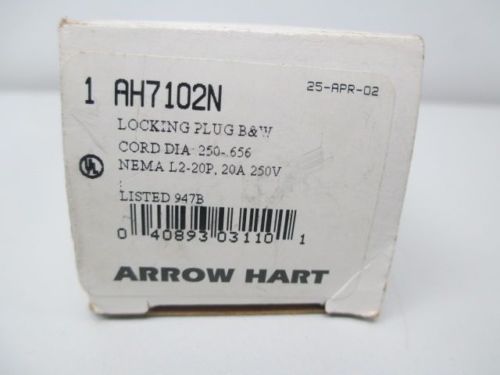 1 AH7102N 25-APR-02
LOCKING PLUG B&W
CORD DIA: 250-.656
UL NEMA L2-20P, 20A 250V
LISTED 947B
0 40893 03110 1
ARROW HART